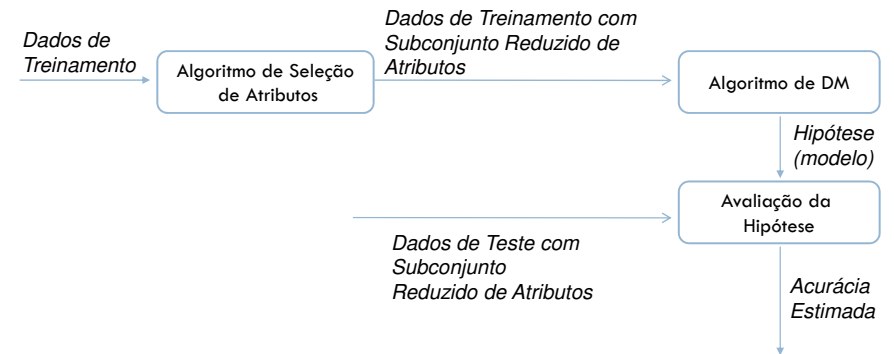 Dados de
Treinamento
Algoritmo de Seleção
de Atributos
Dados de Treinamento com
Subconjunto Reduzido de
Atributos
Algoritmo de DM
Hipótese
(modelo)
Avaliação da
Hipótese
Dados de Teste com
Subconjunto
Reduzido de Atributos
Acurácia
Estimada